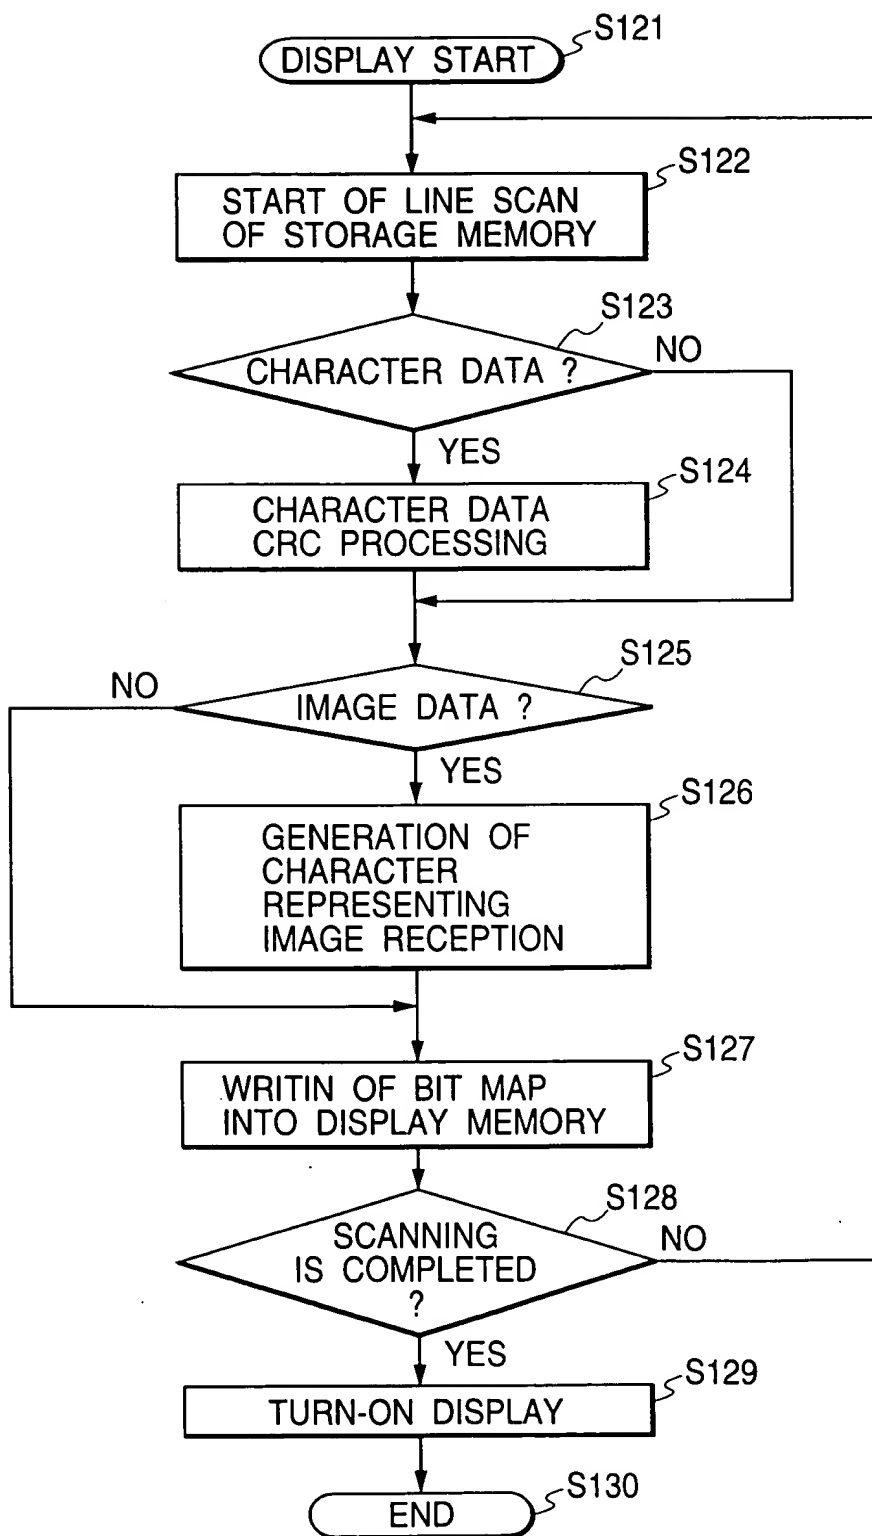 S121
DISPLAY START
S122
START OF LINE SCAN
OF STORAGE MEMORY
S123
CHARACTER DATA ?
NO
YES
S124
CHARACTER DATA
CRC PROCESSING
S125
NO
IMAGE DATA ?
YES
S126
GENERATION OF
CHARACTER
REPRESENTING
IMAGE RECEPTION
S127
WRITIN OF BIT MAP
INTO DISPLAY MEMORY
S128
SCANNING
IS COMPLETED
?
NO
YES
S129
TURN-ON DISPLAY
S130
END